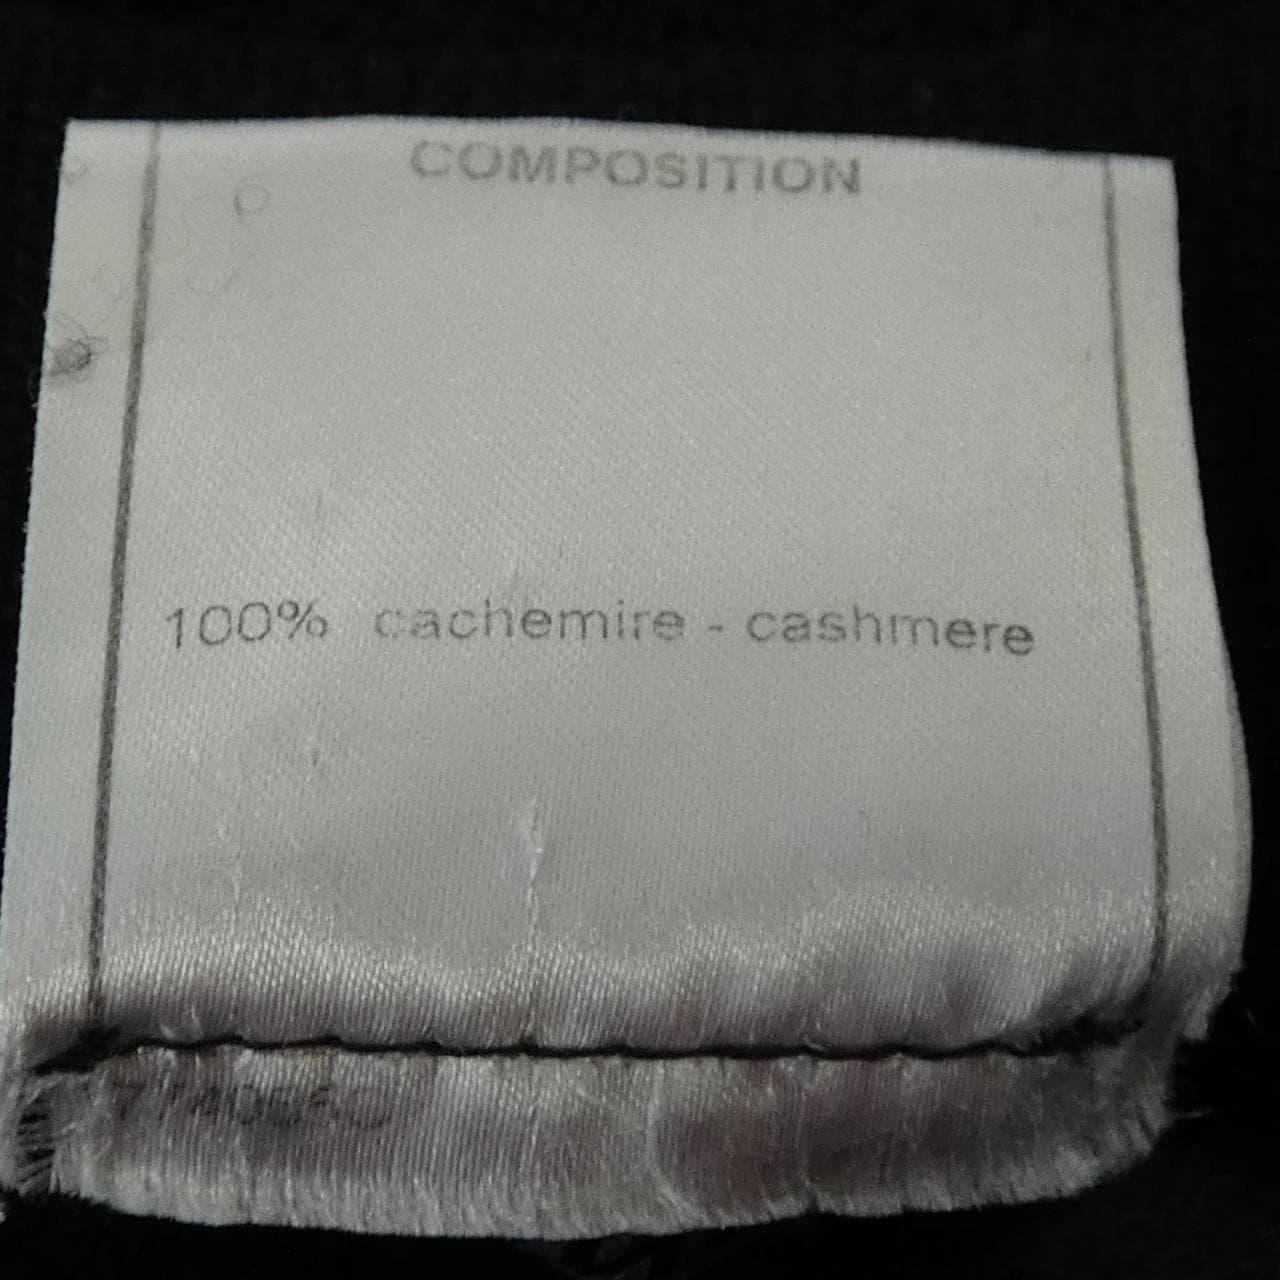 COMPOSITION
100% cachemire - cashmere